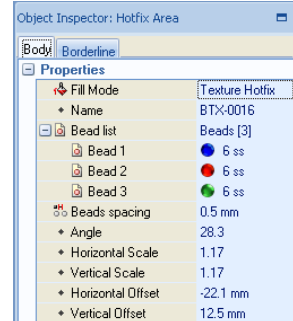 Object Inspector: Hotfix Area
Body Borderline
Properties
Fill Mode Texture Hotfix
Name BTX-0016
Bead list Beads [3]
Bead 1 6 ss
Bead 2 6 ss
Bead 3 6 ss
Beads spacing 0.5 mm
Angle 28.3
Horizontal Scale 1.17
Vertical Scale 1.17
Horizontal Offset -22.1 mm
Vertical Offset 12.5 mm